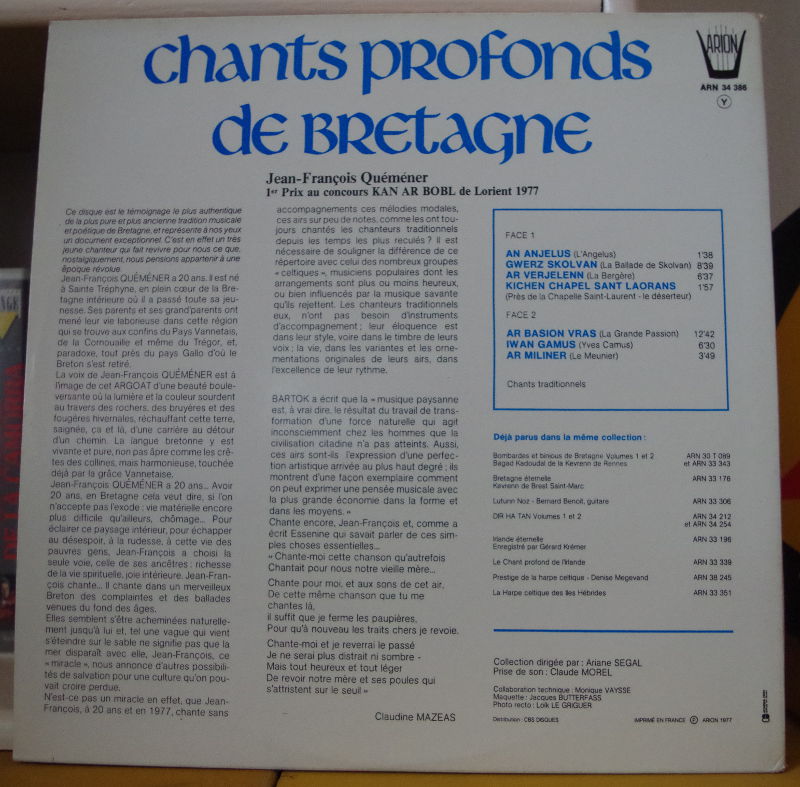 chants profonds
de BRETAGNE
ARION
ARN 34 386
Y
Jean-François Quéméner
1er Prix au concours KAN AR BOBL de Lorient 1977
Ce disque est le témoignage le plus authentique
de la plus pure et plus ancienne tradition musicale
et poétique de Bretagne, et représente à nos yeux
un document exceptionnel. C'est en effet un très
jeune chanteur qui fait revivre pour nous ce que,
nostalgiquement, nous pensions appartenir à une
époque révolue.
Jean-François QUÉMÉNER a 20 ans. Il est né
à Sainte Tréphyne, en plein cœur de la Bre-
tagne intérieure où il a passé toute sa jeu-
nesse. Ses parents et ses grand'parents ont
mené leur vie laborieuse dans cette région
qui se trouve aux confins du Pays Vannetais,
de la Cornouaille et même du Trégor, et,
paradoxe, tout près du pays Gallo d'où le
Breton s'est retiré.
La voix de Jean-François QUÉMÉNER est à
l'image de cet ARGOAT d'une beauté boule-
versante où la lumière et la couleur sourdent
au travers des rochers, des bruyères et des
fougères hivernales, réchauffant cette terre,
saignée, ça et là, d'une carrière au détour
d'un chemin. La langue bretonne y est
vivante et pure, non pas âpre comme les crê-
tes des collines, mais harmonieuse, touchée
déjà par la grâce Vannetaise.
Jean-François QUÉMÉNER a 20 ans... Avoir
20 ans, en Bretagne cela veut dire, si l'on
n'accepte pas l'exode : vie matérielle encore
plus difficile qu'ailleurs, chômage... Pour
éclairer ce paysage intérieur, pour échapper
au désespoir, à la rudesse, à cette vie des
pauvres gens, Jean-François a choisi la
seule voie, celle de ses ancêtres : richesse
de la vie spirituelle, joie intérieure. Jean-Fran-
çois chante... Il chante dans un merveilleux
Breton des complaintes et des ballades
venues du fond des âges.
Elles semblent s'être acheminées naturelle-
ment jusqu'à lui et, tel une vague qui vient
s'éteindre sur le sable ne signifie pas que la
mer disparaît avec elle, Jean-François, ce
« miracle », nous annonce d'autres possibili-
tés de salvation pour une culture qu'on pou-
vait croire perdue.
N'est-ce pas un miracle en effet, que Jean-
François, à 20 ans et en 1977, chante sans
accompagnements ces mélodies modales,
ces airs sur peu de notes, comme les ont tou-
jours chantés les chanteurs traditionnels
depuis les temps les plus reculés ? Il est
nécessaire de souligner la différence de ce
répertoire avec celui des nombreux groupes
« celtiques », musiciens populaires dont les
arrangements sont plus ou moins heureux,
ou bien influencés par la musique savante
qu'ils rejettent. Les chanteurs traditionnels
eux, n'ont pas besoin d'instruments
d'accompagnement ; leur éloquence est
dans leur style, voire dans le timbre de leurs
voix ; la vie, dans les variantes et les orne-
mentations originales de leurs airs, dans
l'excellence de leur rythme.
BARTOK a écrit que la « musique paysanne
est, à vrai dire, le résultat du travail de trans-
formation d'une force naturelle qui agit
inconsciemment chez les hommes que la
civilisation citadine n'a pas atteints. Aussi,
ces airs sont-ils l'expression d'une perfec-
tion artistique arrivée au plus haut degré ; ils
montrent d'une façon exemplaire comment
on peut exprimer une pensée musicale avec
la plus grande économie dans la forme et
dans les moyens. »
Chante encore, Jean-François et, comme a
écrit Essenine qui savait parler de ces sim-
ples choses essentielles...
« Chante-moi cette chanson qu'autrefois
Chantait pour nous notre vieille mère...
Chante pour moi, et aux sons de cet air,
De cette même chanson que tu me
chantes là,
il suffit que je ferme les paupières,
Pour qu'à nouveau les traits chers je revoie.
Chante-moi et je reverrai le passé
Je ne serai plus distrait ni sombre -
Mais tout heureux et tout léger
De revoir notre mère et ses poules qui
s'attristent sur le seuil »
Claudine MAZEAS
FACE 1
AN ANJELUS (L'Angelus) 1'38
GWERZ SKOLVAN (La Ballade de Skolvan) 8'39
AR VERJELENN (La Bergère) 6'37
KICHEN CHAPEL SANT LAORANS 1'57
(Près de la Chapelle Saint-Laurent - le déserteur)
FACE 2
AR BASION VRAS (La Grande Passion) 12'42
IWAN GAMUS (Yves Camus) 6'30
AR MILINER (Le Meunier) 3'49
Chants traditionnels
Déjà parus dans la même collection :
Bombardes et binious de Bretagne Volumes 1 et 2 ARN 30 T 089
Bagad Kadoudal de la Kevrenn de Rennes et ARN 33 343
Bretagne éternelle ARN 33 176
Kevrenn de Brest Saint-Marc
Lutunn Noz - Bernard Benoit, guitare ARN 33 306
DIR HA TAN Volumes 1 et 2 ARN 34 212
et ARN 34 254
Irlande éternelle ARN 33 196
Enregistré par Gérard Krémer
Le Chant profond de l'Irlande ARN 33 339
Prestige de la harpe celtique - Denise Megevand ARN 38 245
La Harpe celtique des Iles Hébrides ARN 33 351
Collection dirigée par : Ariane SEGAL
Prise de son : Claude MOREL
Collaboration technique : Monique VAYSSE
Maquette : Jacques BUTTERFASS
Photo recto : Loïk LE GRIGUER
Distribution : CBS DISQUES IMPRIMÉ EN FRANCE Ⓟ ARION 1977